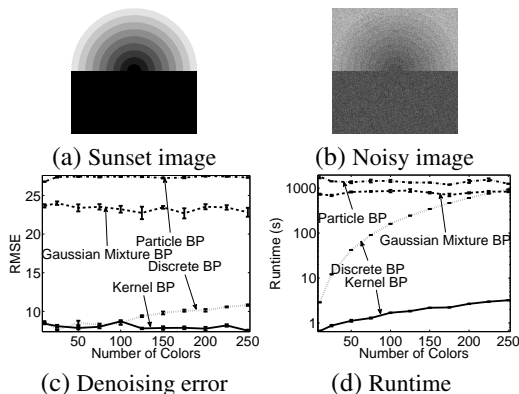 (a) Sunset image
(b) Noisy image
25
20
15
10
RMSE
Particle BP
Gaussian Mixture BP
Discrete BP
Kernel BP
50 100 150 200 250
Number of Colors
(c) Denoising error
1000
100
10
1
Runtime (s)
Particle BP
Gaussian Mixture BP
Discrete BP
Kernel BP
50 100 150 200 250
Number of Colors
(d) Runtime